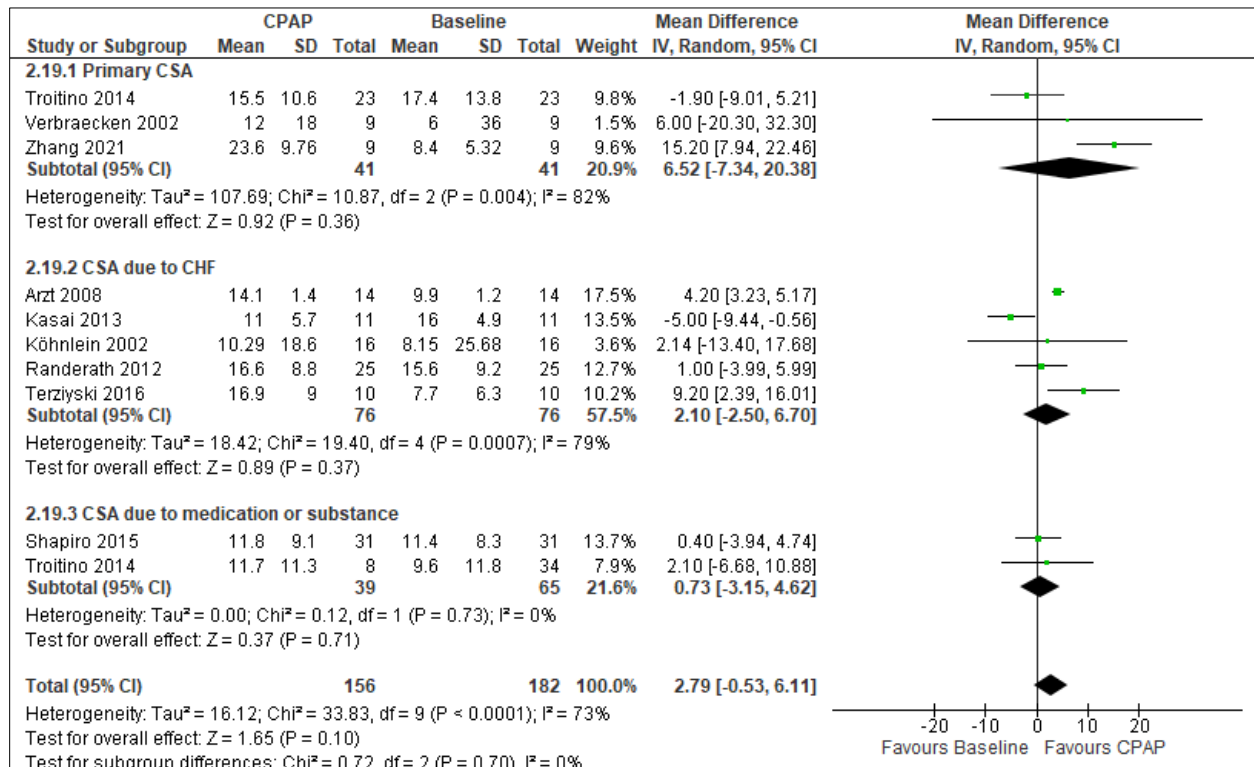 CPAP Baseline Mean Difference Mean Difference
Study or Subgroup Mean SD Total Mean SD Total Weight IV, Random, 95% CI IV, Random, 95% CI
2.19.1 Primary CSA
Troitino 2014 15.5 10.6 23 17.4 13.8 23 9.8% -1.90 [-9.01, 5.21]
Verbraecken 2002 12 18 9 6 36 9 1.5% 6.00 [-20.30, 32.30]
Zhang 2021 23.6 9.76 9 8.4 5.32 9 9.6% 15.20 [7.94, 22.46]
Subtotal (95% CI) 41 41 20.9% 6.52 [-7.34, 20.38]
Heterogeneity: Tau² = 107.69; Chi² = 10.87, df = 2 (P = 0.004); I² = 82%
Test for overall effect: Z = 0.92 (P = 0.36)
2.19.2 CSA due to CHF
Arzt 2008 14.1 1.4 14 9.9 1.2 14 17.5% 4.20 [3.23, 5.17]
Kasai 2013 11 5.7 11 16 4.9 11 13.5% -5.00 [-9.44, -0.56]
Köhnlein 2002 10.29 18.6 16 8.15 25.68 16 3.6% 2.14 [-13.40, 17.68]
Randerath 2012 16.6 8.8 25 15.6 9.2 25 12.7% 1.00 [-3.99, 5.99]
Terziyski 2016 16.9 9 10 7.7 6.3 10 10.2% 9.20 [2.39, 16.01]
Subtotal (95% CI) 76 76 57.5% 2.10 [-2.50, 6.70]
Heterogeneity: Tau² = 18.42; Chi² = 19.40, df = 4 (P = 0.0007); I² = 79%
Test for overall effect: Z = 0.89 (P = 0.37)
2.19.3 CSA due to medication or substance
Shapiro 2015 11.8 9.1 31 11.4 8.3 31 13.7% 0.40 [-3.94, 4.74]
Troitino 2014 11.7 11.3 8 9.6 11.8 34 7.9% 2.10 [-6.68, 10.88]
Subtotal (95% CI) 39 65 21.6% 0.73 [-3.15, 4.62]
Heterogeneity: Tau² = 0.00; Chi² = 0.12, df = 1 (P = 0.73); I² = 0%
Test for overall effect: Z = 0.37 (P = 0.71)
Total (95% CI) 156 182 100.0% 2.79 [-0.53, 6.11]
Heterogeneity: Tau² = 16.12; Chi² = 33.83, df = 9 (P < 0.0001); I² = 73%
Test for overall effect: Z = 1.65 (P = 0.10)
Test for subgroup differences: Chi² = 0.72, df = 2 (P = 0.70), I² = 0%
-20 -10 0 10 20
Favours Baseline Favours CPAP